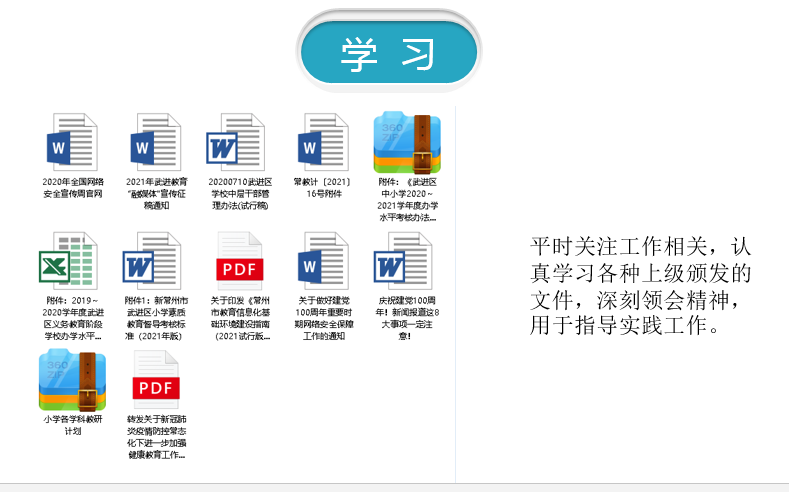 学 习
2020年全国网络
安全宣传周官网
2021年武进教育
“融媒体”宣传征
稿通知
20200710武进区
学校中层干部管
理办法(试行稿)
常教计〔2021〕
16号附件
360
ZIP
附件：《武进区
中小学2020～
2021学年度办学
水平考核办法...
附件：2019～
2020学年度武进
区义务教育阶段
学校办学水平...
附件1：新常州市
武进区小学素质
教育督导考核标
准（2021年版）
PDF
关于印发《常州
市教育信息化基
础环境建设指南
（2021试行版...
关于做好建党
100周年重要时
期网络安全保障
工作的通知
庆祝建党100周
年！新闻报道这8
大事项一定注
意！
360
ZIP
小学各学科教研
计划
PDF
转发关于新冠肺
炎疫情防控常态
化下进一步加强
健康教育工作...
平时关注工作相关，认
真学习各种上级颁发的
文件，深刻领会精神，
用于指导实践工作。